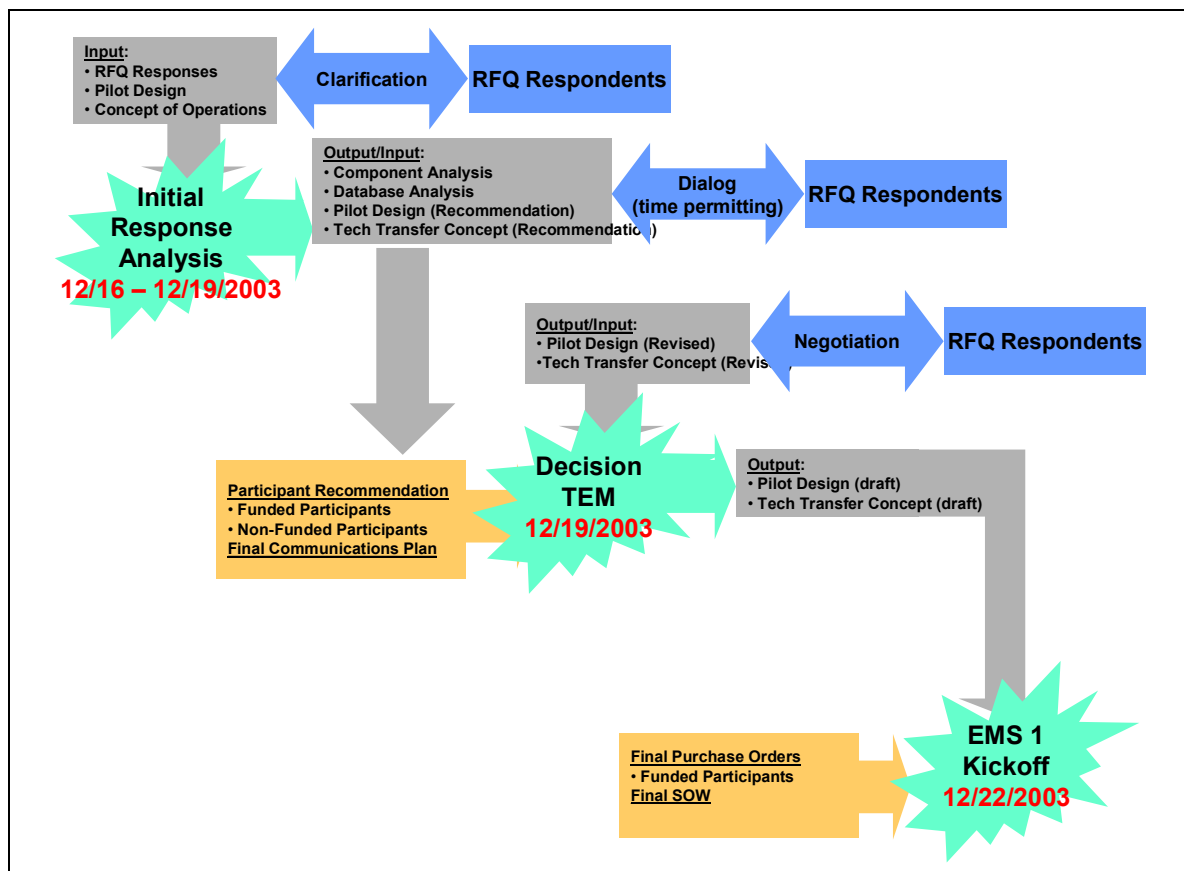 Input:
• RFQ Responses
• Pilot Design
• Concept of Operations
Clarification
RFQ Respondents
Initial
Response
Analysis
12/16 – 12/19/2003
Output/Input:
• Component Analysis
• Database Analysis
• Pilot Design (Recommendation)
• Tech Transfer Concept (Recommendation)
Dialog
(time permitting)
RFQ Respondents
Output/Input:
• Pilot Design (Revised)
•Tech Transfer Concept (Revised)
Negotiation
RFQ Respondents
Participant Recommendation
• Funded Participants
• Non-Funded Participants
Final Communications Plan
Decision
TEM
12/19/2003
Output:
• Pilot Design (draft)
• Tech Transfer Concept (draft)
Final Purchase Orders
• Funded Participants
Final SOW
EMS 1
Kickoff
12/22/2003